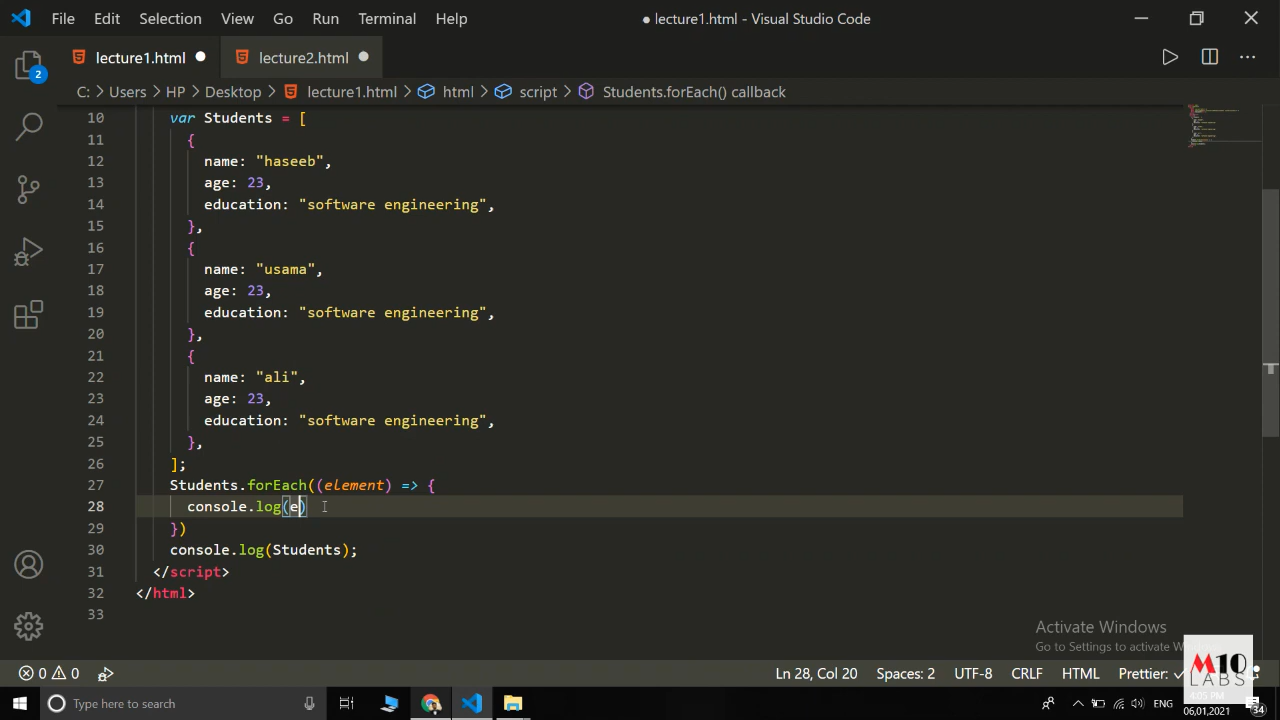 File Edit Selection View Go Run Terminal Help
● lecture1.html - Visual Studio Code
lecture1.html ● lecture2.html ●
C: > Users > HP > Desktop > lecture1.html > html > script > Students.forEach() callback
10 var Students = [
11 {
12 name: "haseeb",
13 age: 23,
14 education: "software engineering",
15 },
16 {
17 name: "usama",
18 age: 23,
19 education: "software engineering",
20 },
21 {
22 name: "ali",
23 age: 23,
24 education: "software engineering",
25 },
26 ];
27 Students.forEach((element) => {
28 console.log(e)
29 })
30 console.log(Students);
31 </script>
32 </html>
33
2
Activate Windows
Go to Settings to activate W
M10
LABS
0 0 Ln 28, Col 20 Spaces: 2 UTF-8 CRLF HTML Prettier: ✓
Type here to search
ENG
4:05 PM
06,01,2021
34